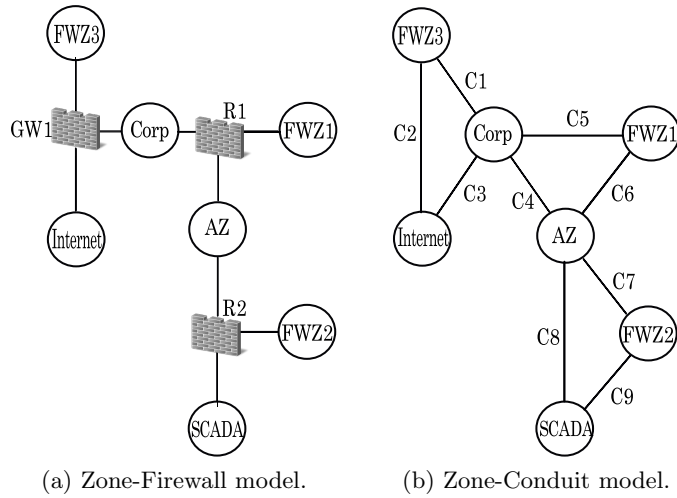 FWZ3
GW1
Corp
R1
FWZ1
Internet
AZ
R2
FWZ2
SCADA
(a) Zone-Firewall model.
FWZ3
C1
C2
Corp
C5
FWZ1
C3
C4
C6
Internet
AZ
C7
C8
FWZ2
C9
SCADA
(b) Zone-Conduit model.